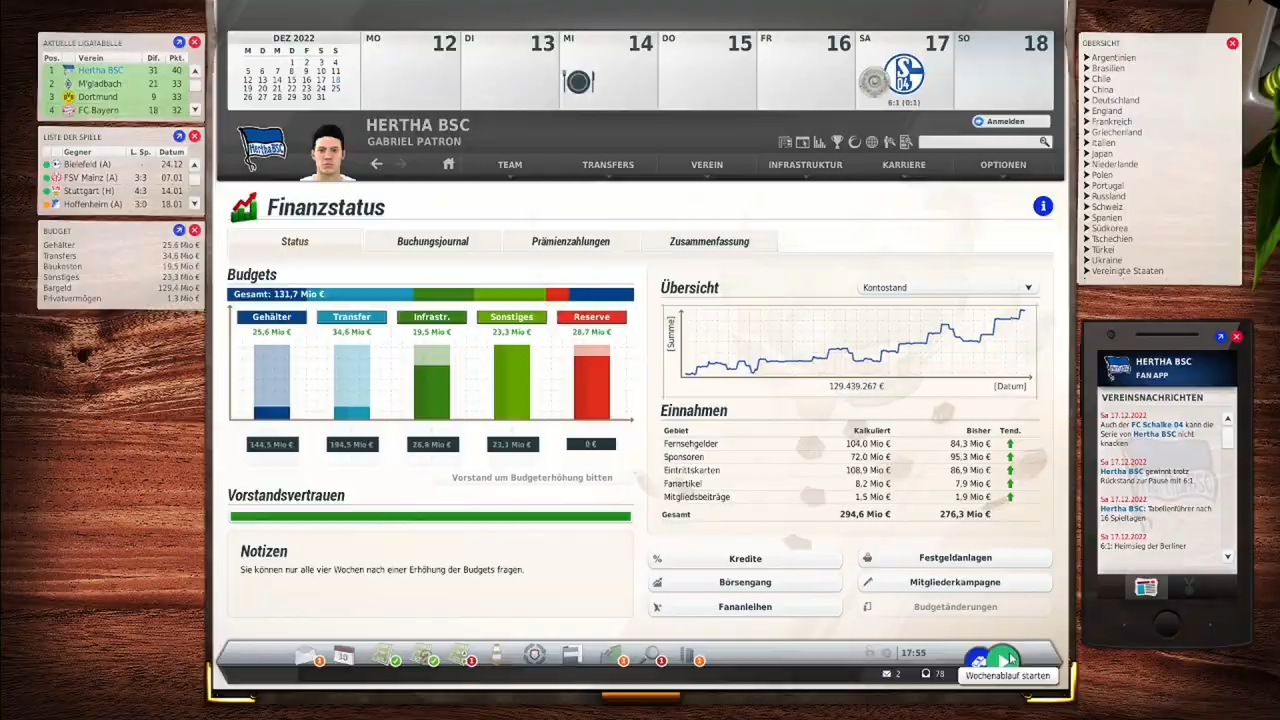 AKTUELLE LIGATABELLE
Pos. Verein Dif. Pkt.
1 Hertha BSC 31 40
2 M'gladbach 21 33
3 Dortmund 9 33
4 FC Bayern 18 32
LISTE DER SPIELE
Gegner L. Sp. Datum
Bielefeld (A) - 24.12
FSV Mainz (A) 3:3 07.01
Stuttgart (H) 4:3 14.01
Hoffenheim (A) 3:0 18.01
BUDGET
Gehälter 25,6 Mio €
Transfers 34,6 Mio €
Baukosten 19,5 Mio €
Sonstiges 23,3 Mio €
Bargeld 129,4 Mio €
Privatvermögen 1,3 Mio €
DEZ 2022
M D M D F S S
1 2 3 4
5 6 7 8 9 10 11
12 13 14 15 16 17 18
19 20 21 22 23 24 25
26 27 28 29 30 31
MO 12
DI 13
MI 14
DO 15
FR 16
SA 17
S 04
6:1 (0:1)
SO 18
HERTHA BSC
GABRIEL PATRON
Anmelden
TEAM TRANSFERS VEREIN INFRASTRUKTUR KARRIERE OPTIONEN
Finanzstatus
Status Buchungsjournal Prämienzahlungen Zusammenfassung
Budgets
Gesamt: 131,7 Mio €
Gehälter Transfer Infrastr. Sonstiges Reserve
25,6 Mio € 34,6 Mio € 19,5 Mio € 23,3 Mio € 28,7 Mio €
144,5 Mio € 194,5 Mio € 26,8 Mio € 23,1 Mio € 0 €
Vorstand um Budgeterhöhung bitten
Vorstandsvertrauen
Notizen
Sie können nur alle vier Wochen nach einer Erhöhung der Budgets fragen.
Übersicht
Kontostand
[Summe]
129.439.267 €
[Datum]
Einnahmen
Gebiet Kalkuliert Bisher Tend.
Fernsehgelder 104,0 Mio € 84,3 Mio €
Sponsoren 72,0 Mio € 95,3 Mio €
Eintrittskarten 108,9 Mio € 86,9 Mio €
Fanartikel 8,2 Mio € 7,9 Mio €
Mitgliedsbeiträge 1,5 Mio € 1,9 Mio €
Gesamt 294,6 Mio € 276,3 Mio €
Kredite
Festgeldanlagen
Börsengang
Mitgliederkampagne
Fananleihen
Budgetänderungen
17:55
2 78
Wochenablauf starten
ÜBERSICHT
Argentinien
Brasilien
Chile
China
Deutschland
England
Frankreich
Griechenland
Italien
Japan
Niederlande
Polen
Portugal
Russland
Schweiz
Spanien
Südkorea
Tschechien
Türkei
Ukraine
Vereinigte Staaten
HERTHA BSC
FAN APP
VEREINSNACHRICHTEN
Sa 17.12.2022
Auch der FC Schalke 04 kann die
Serie von Hertha BSC nicht
knacken
Sa 17.12.2022
Hertha BSC gewinnt trotz
Rückstand zur Pause mit 6:1
Sa 17.12.2022
Hertha BSC: Tabellenführer nach
16 Spieltagen
Sa 17.12.2022
6:1: Heimsieg der Berliner